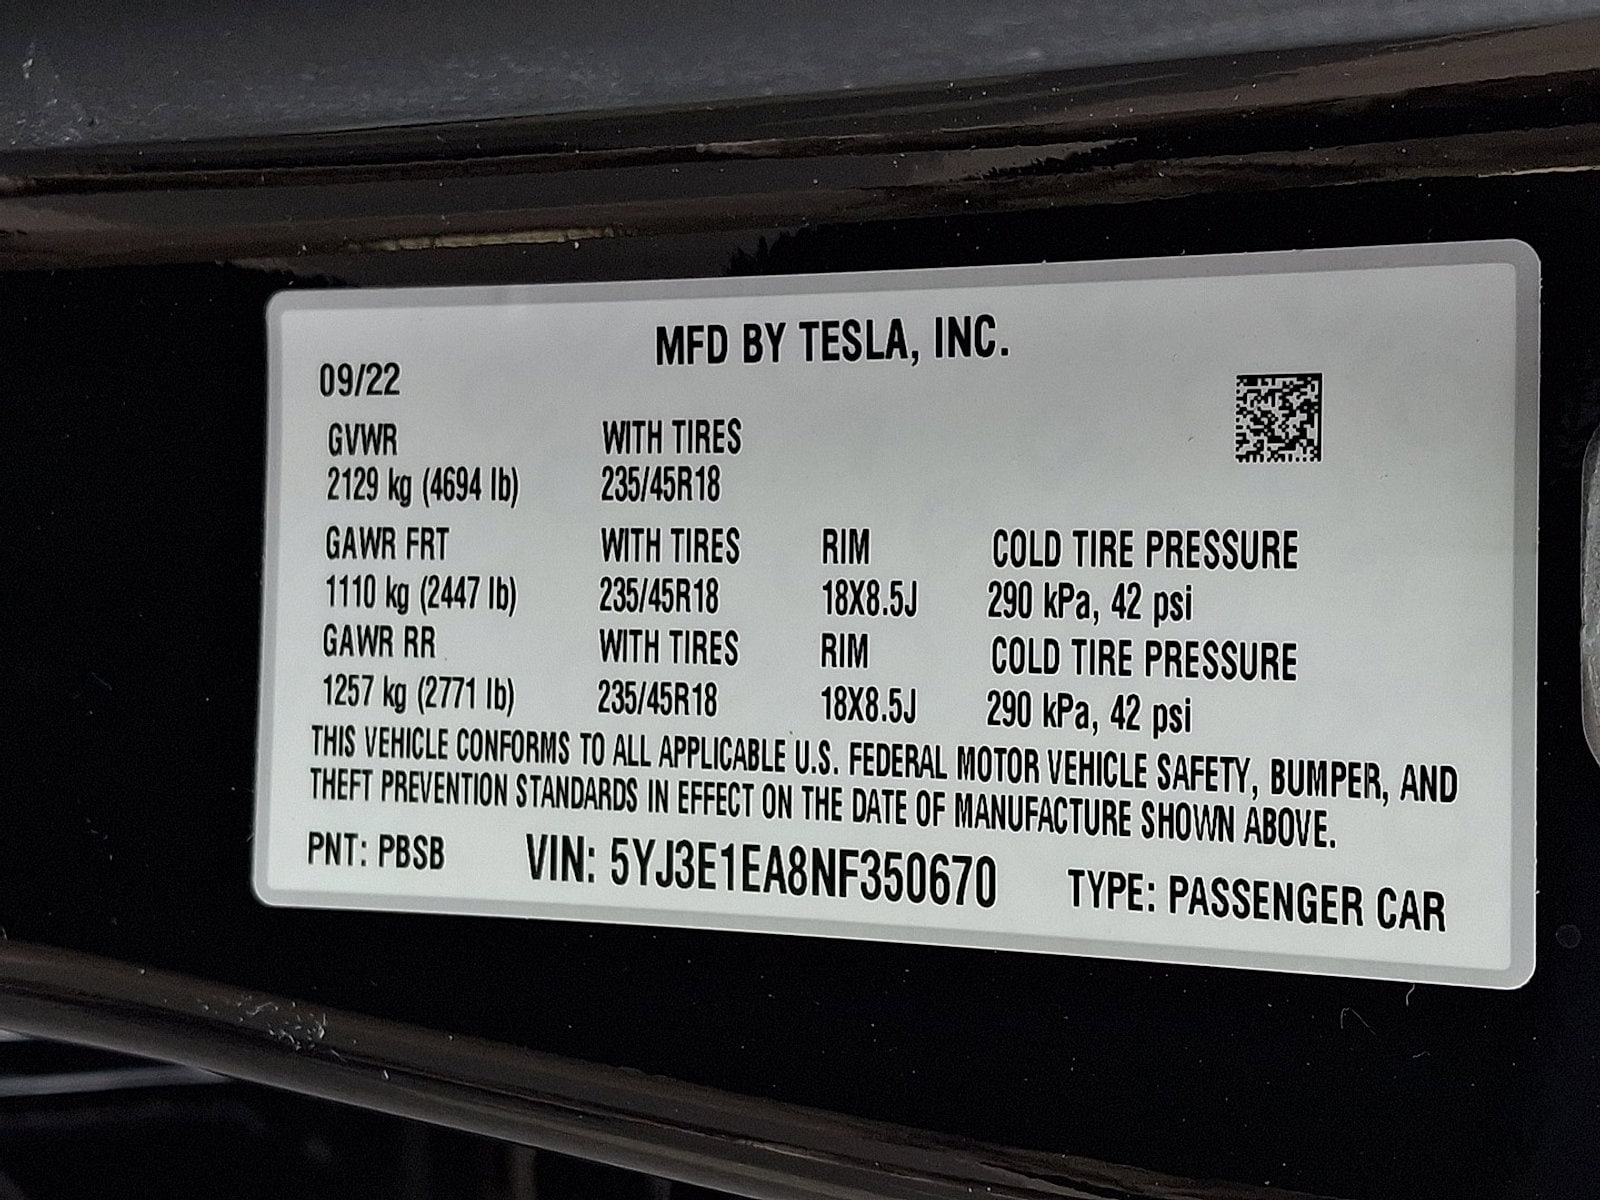 MFD BY TESLA, INC.
09/22
GVWR WITH TIRES
2129 kg (4694 lb) 235/45R18
GAWR FRT WITH TIRES RIM COLD TIRE PRESSURE
1110 kg (2447 lb) 235/45R18 18X8.5J 290 kPa, 42 psi
GAWR RR WITH TIRES RIM COLD TIRE PRESSURE
1257 kg (2771 lb) 235/45R18 18X8.5J 290 kPa, 42 psi
THIS VEHICLE CONFORMS TO ALL APPLICABLE U.S. FEDERAL MOTOR VEHICLE SAFETY, BUMPER, AND
THEFT PREVENTION STANDARDS IN EFFECT ON THE DATE OF MANUFACTURE SHOWN ABOVE.
PNT: PBSB VIN: 5YJ3E1EA8NF350670 TYPE: PASSENGER CAR